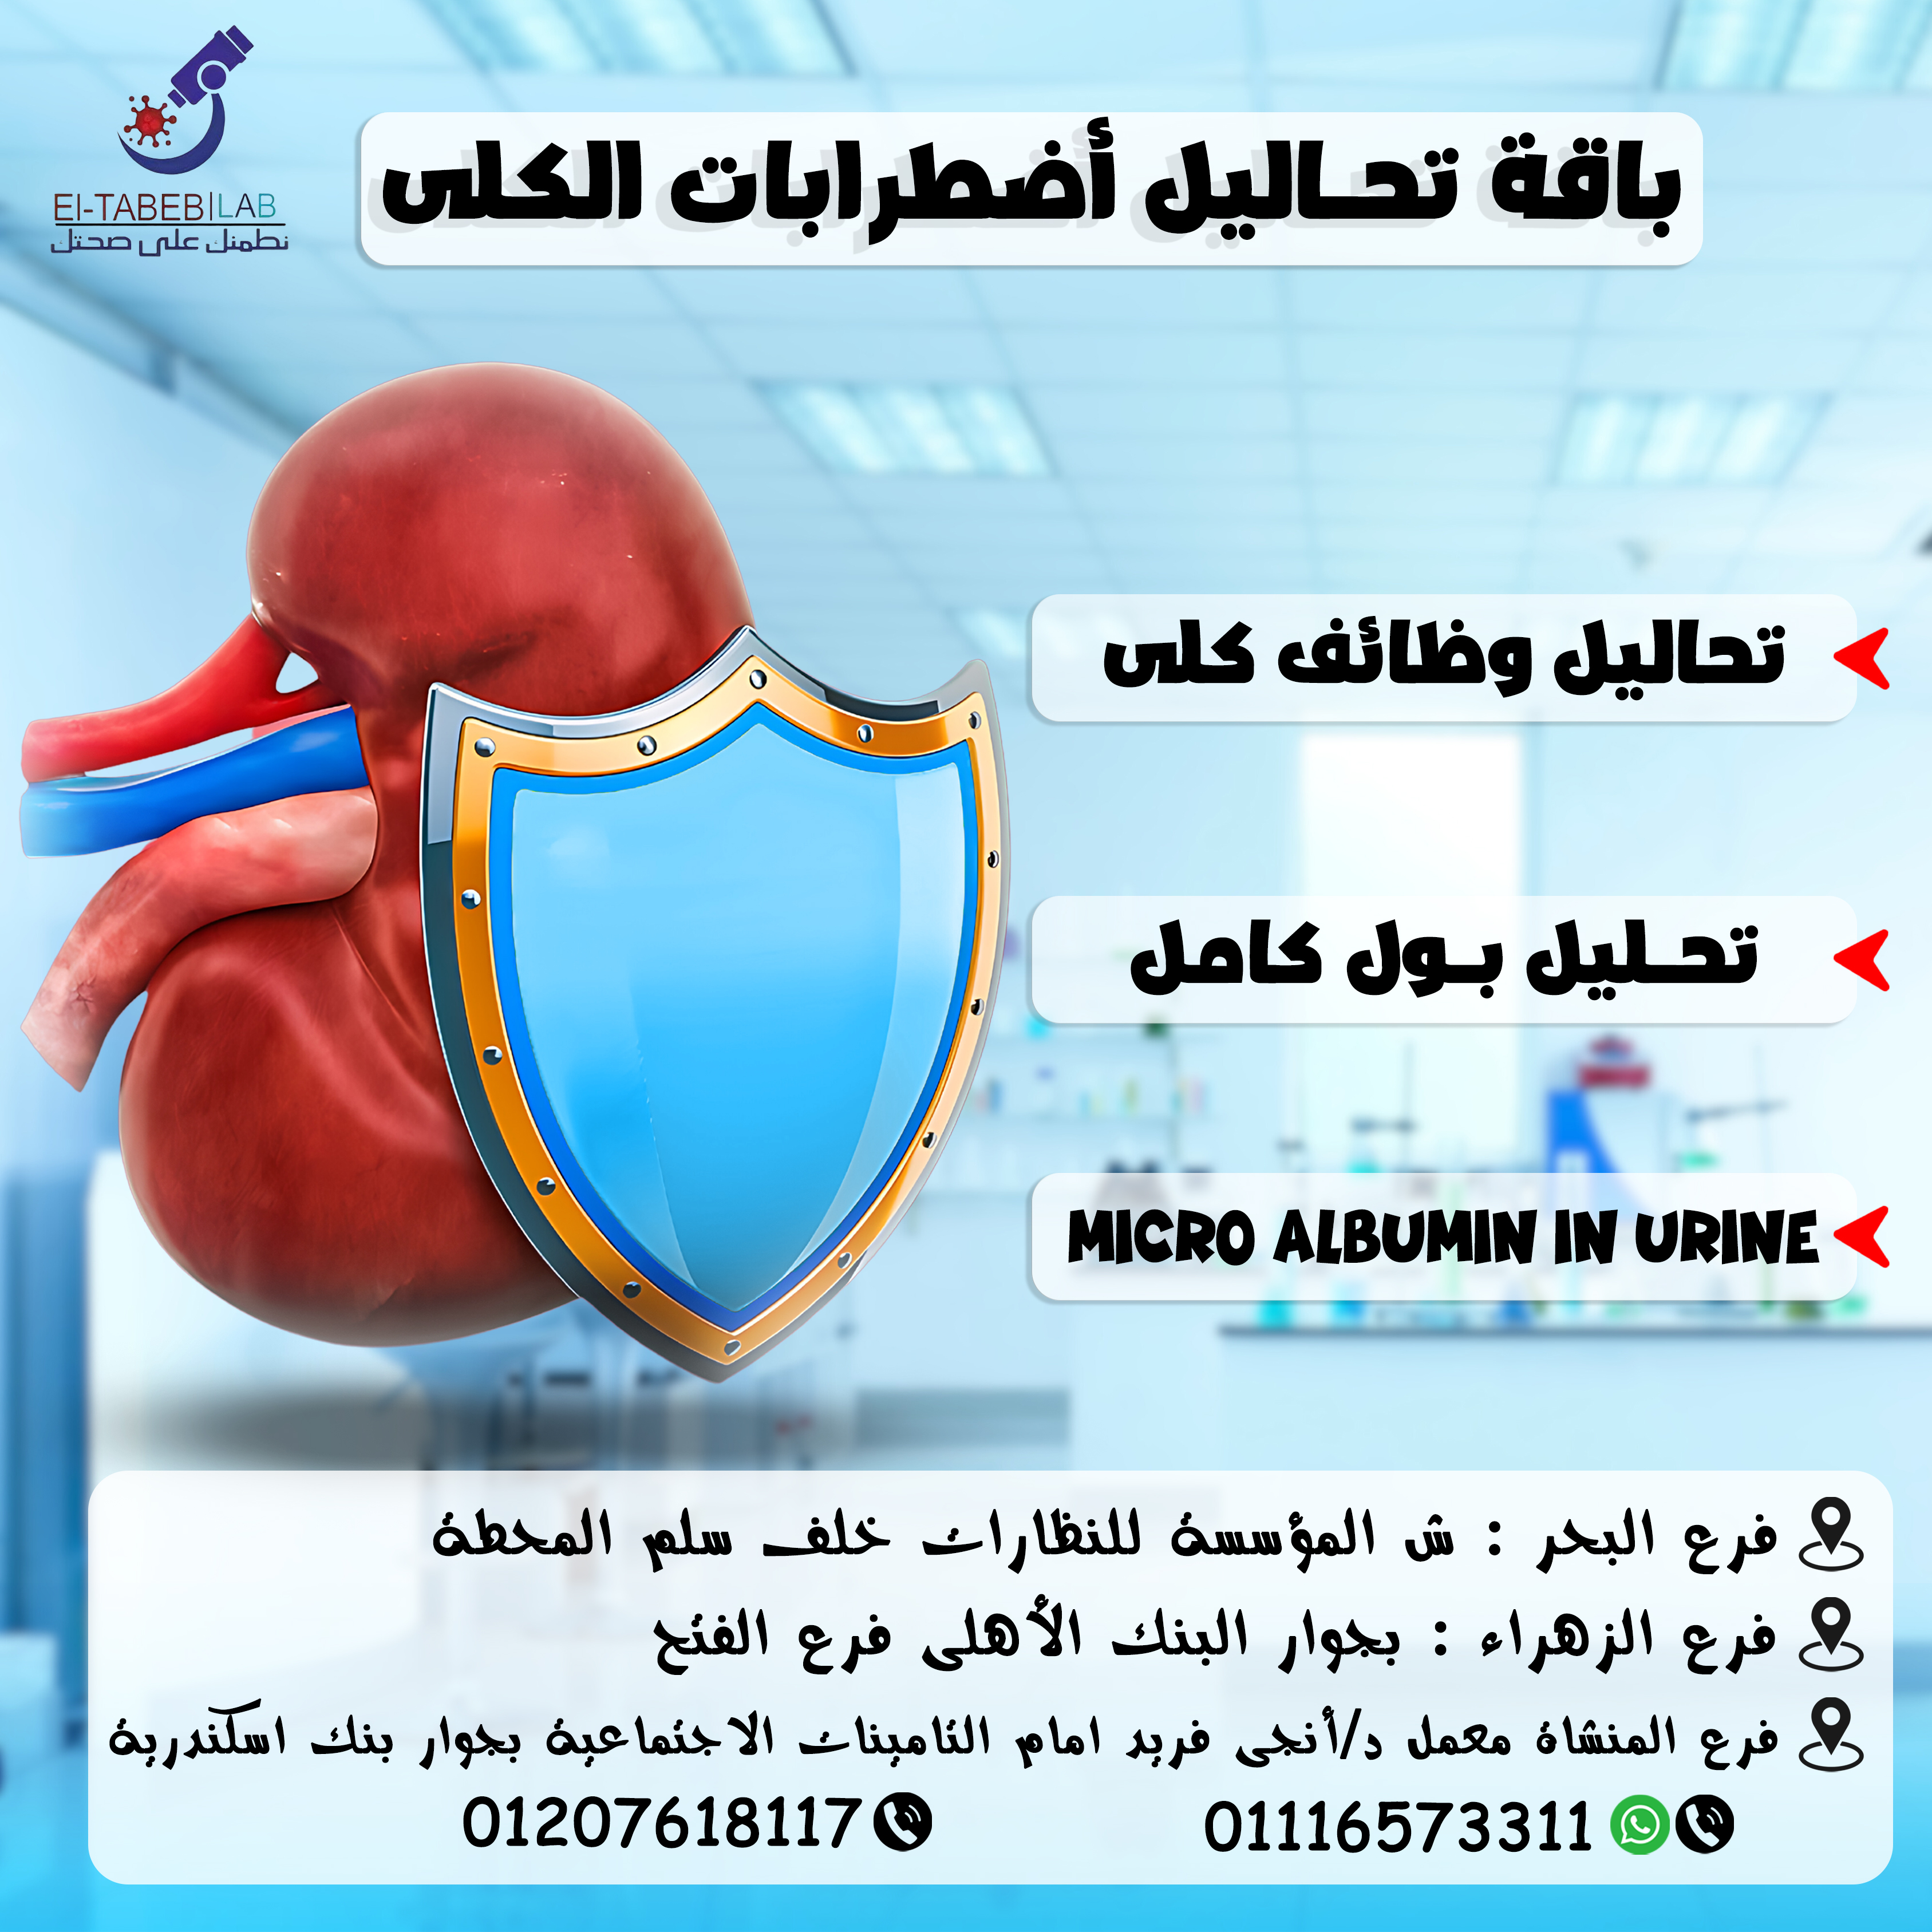 El-TABEB|LAB
نطمنك على صحتك
باقة تحاليل أضطرابات الكلى
تحاليل وظائف كلى
تحليل بول كامل
MICRO ALBUMIN IN URINE
فرع البحر : ش المؤسسة للنظارات خلف سلم المحطة
فرع الزهراء : بجوار البنك الأهلى فرع الفتح
فرع المنشاة معمل د/أنجى فريد امام التامينات الاجتماعية بجوار بنك اسكندرية
01116573311
01207618117